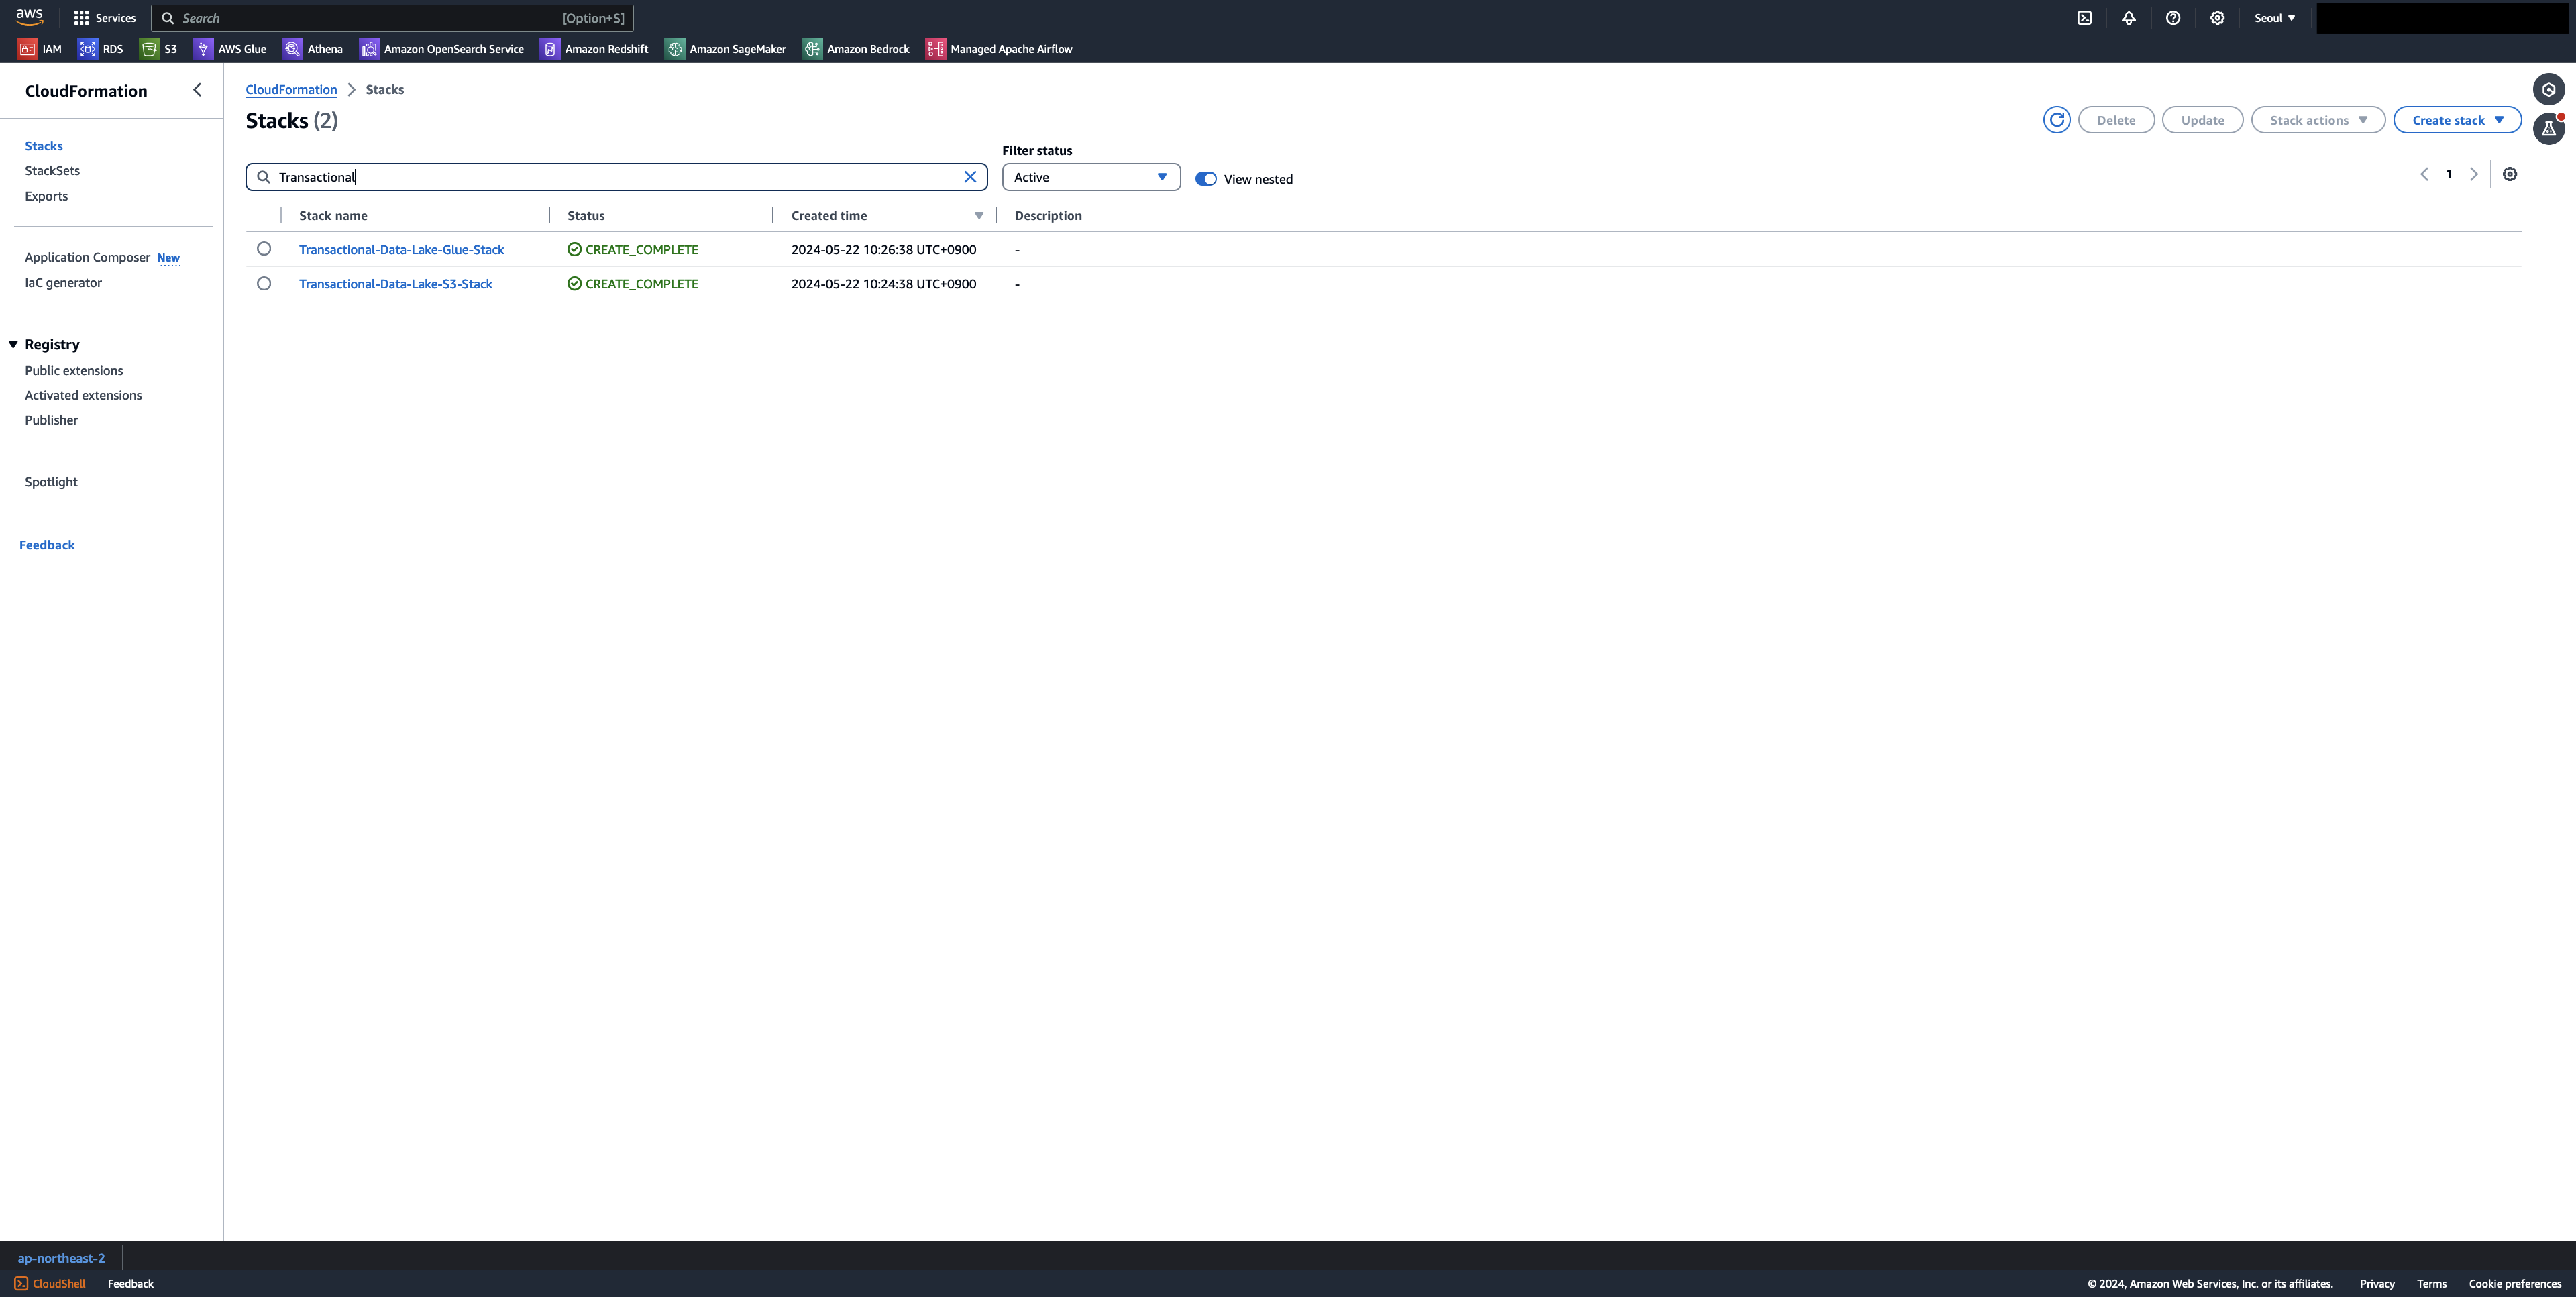 aws Services Search [Option+S] Seoul
IAM RDS S3 AWS Glue Athena Amazon OpenSearch Service Amazon Redshift Amazon SageMaker Amazon Bedrock Managed Apache Airflow
CloudFormation
Stacks
StackSets
Exports
Application Composer New
IaC generator
Registry
Public extensions
Activated extensions
Publisher
Spotlight
Feedback
CloudFormation Stacks
Stacks (2)
Delete Update Stack actions Create stack
Filter status
Transactional Active View nested 1
Stack name Status Created time Description
Transactional-Data-Lake-Glue-Stack CREATE_COMPLETE 2024-05-22 10:26:38 UTC+0900 -
Transactional-Data-Lake-S3-Stack CREATE_COMPLETE 2024-05-22 10:24:38 UTC+0900 -
ap-northeast-2
CloudShell Feedback © 2024, Amazon Web Services, Inc. or its affiliates. Privacy Terms Cookie preferences